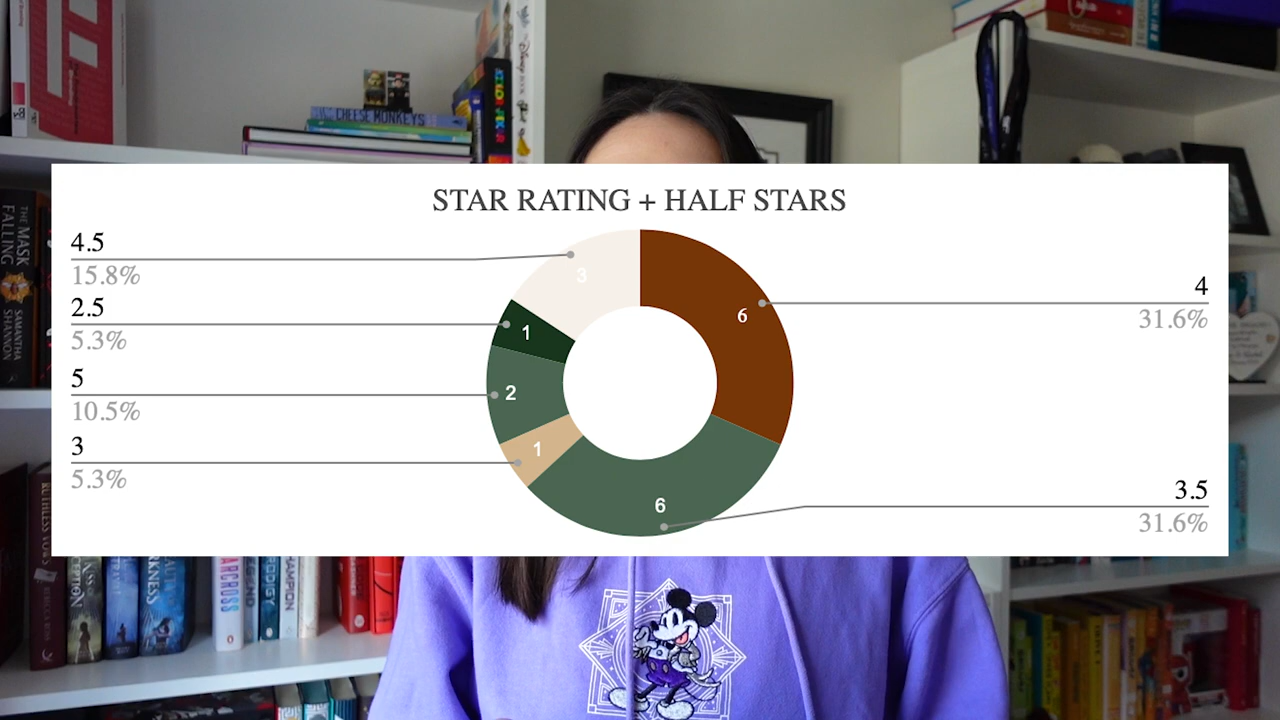 STAR RATING + HALF STARS
4.5
15.8%
2.5
5.3%
5
10.5%
3
5.3%
4
31.6%
3.5
31.6%
3
1
2
1
6
6
CHEESE MONKEYS
THE MASK
FALLING
SAMANTHA
SHANNON
RUTHLESS VOWS
PRODIGY
CHAMPION